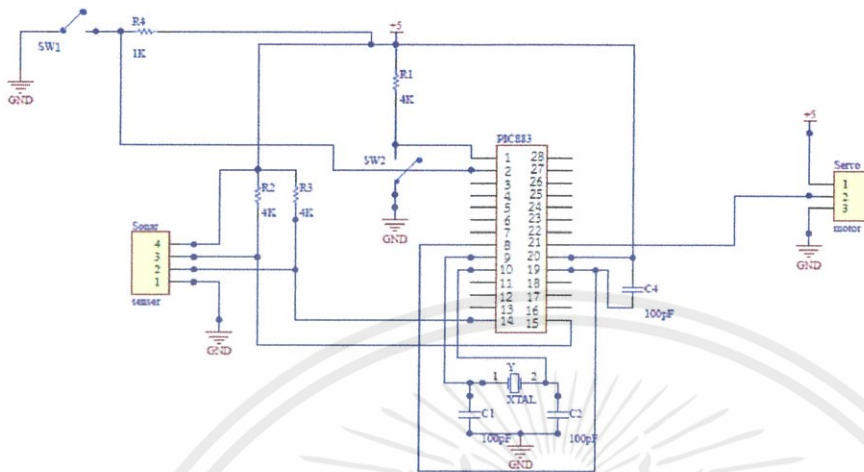 SW1
R4
1K
GND
+5
R1
4K
SW2
GND
R2
4K
R3
4K
Sonar
4
3
2
1
senser
GND
PIC883
1 28
2 27
3 26
4 25
5 24
6 23
7 22
8 21
9 20
10 19
11 18
12 17
13 16
14 15
C4
100pF
+5
Servo
1
2
3
motor
GND
Y
1 2
XTAL
C1
100pF
C2
100pF
GND